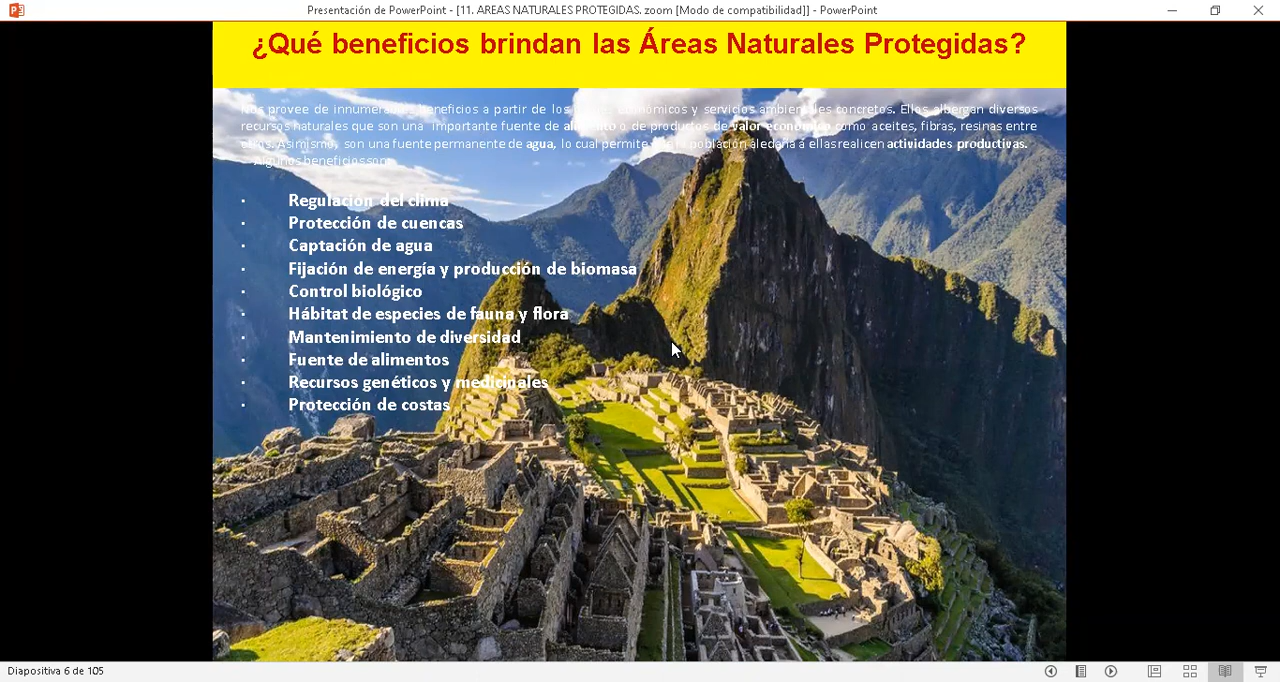 Presentación de PowerPoint - [11. AREAS NATURALES PROTEGIDAS. zoom [Modo de compatibilidad]] - PowerPoint
¿Qué beneficios brindan las Áreas Naturales Protegidas?
Nos provee de innumerables beneficios a partir de los económicos y servicios ambientales concretos. Ellos albergan diversos
recursos naturales que son una importante fuente de alimento o de productos de valor económico como aceites, fibras, resinas entre
otros. Asimismo, son una fuente permanente de agua, lo cual permite población aledaña a ellas realicen actividades productivas.
Algunos beneficios son
· Regulación del clima
· Protección de cuencas
· Captación de agua
· Fijación de energía y producción de biomasa
· Control biológico
· Hábitat de especies de fauna y flora
· Mantenimiento de diversidad
· Fuente de alimentos
· Recursos genéticos y medicinales
· Protección de costas
Diapositiva 6 de 105